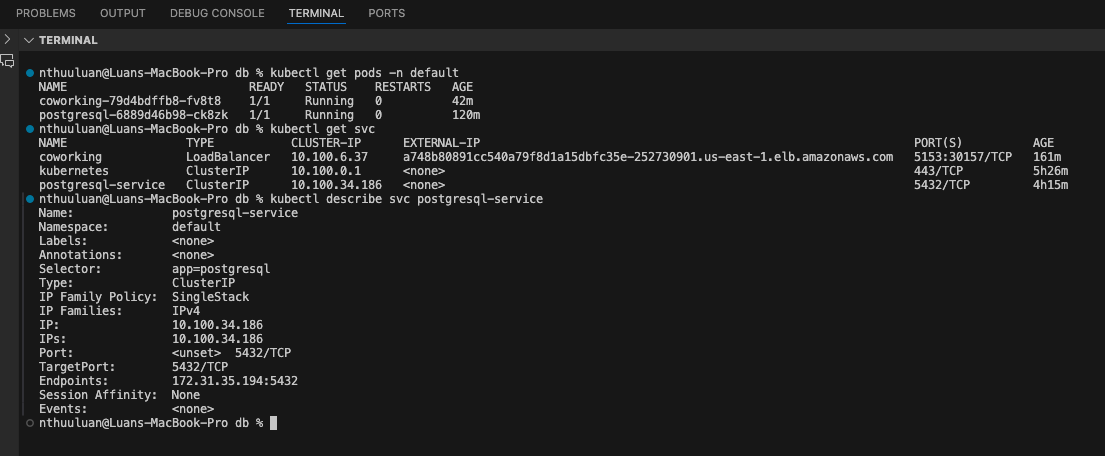 PROBLEMS OUTPUT DEBUG CONSOLE TERMINAL PORTS
TERMINAL
nthuuluan@Luans-MacBook-Pro db % kubectl get pods -n default
NAME READY STATUS RESTARTS AGE
coworking-79d4bdffb8-fv8t8 1/1 Running 0 42m
postgresql-6889d46b98-ck8zk 1/1 Running 0 120m
nthuuluan@Luans-MacBook-Pro db % kubectl get svc
NAME TYPE CLUSTER-IP EXTERNAL-IP PORT(S) AGE
coworking LoadBalancer 10.100.6.37 a748b80891cc540a79f8d1a15dbfc35e-252730901.us-east-1.elb.amazonaws.com 5153:30157/TCP 161m
kubernetes ClusterIP 10.100.0.1 <none> 443/TCP 5h26m
postgresql-service ClusterIP 10.100.34.186 <none> 5432/TCP 4h15m
nthuuluan@Luans-MacBook-Pro db % kubectl describe svc postgresql-service
Name: postgresql-service
Namespace: default
Labels: <none>
Annotations: <none>
Selector: app=postgresql
Type: ClusterIP
IP Family Policy: SingleStack
IP Families: IPv4
IP: 10.100.34.186
IPs: 10.100.34.186
Port: <unset> 5432/TCP
TargetPort: 5432/TCP
Endpoints: 172.31.35.194:5432
Session Affinity: None
Events: <none>
nthuuluan@Luans-MacBook-Pro db %